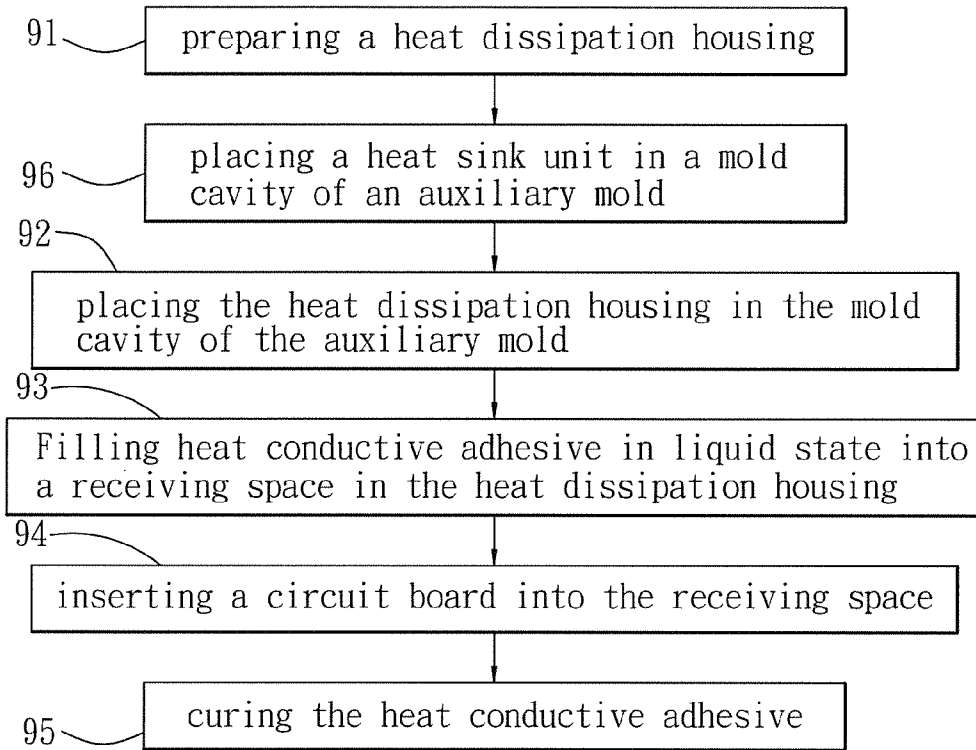 91
preparing a heat dissipation housing
96
placing a heat sink unit in a mold
cavity of an auxiliary mold
92
placing the heat dissipation housing in the mold
cavity of the auxiliary mold
93
Filling heat conductive adhesive in liquid state into
a receiving space in the heat dissipation housing
94
inserting a circuit board into the receiving space
95
curing the heat conductive adhesive